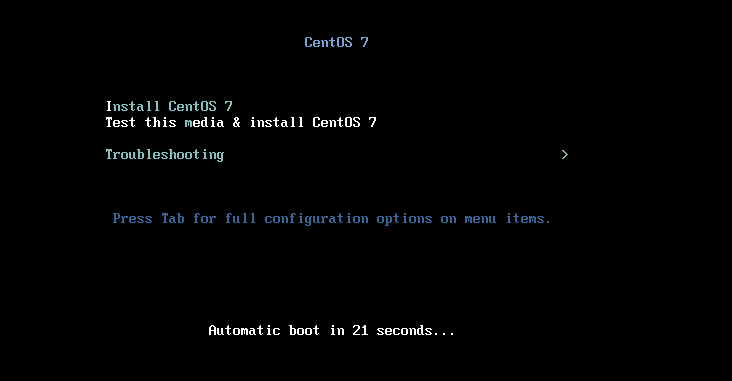 CentOS 7
Install CentOS 7
Test this media & install CentOS 7
Troubleshooting >
Press Tab for full configuration options on menu items.
Automatic boot in 21 seconds...